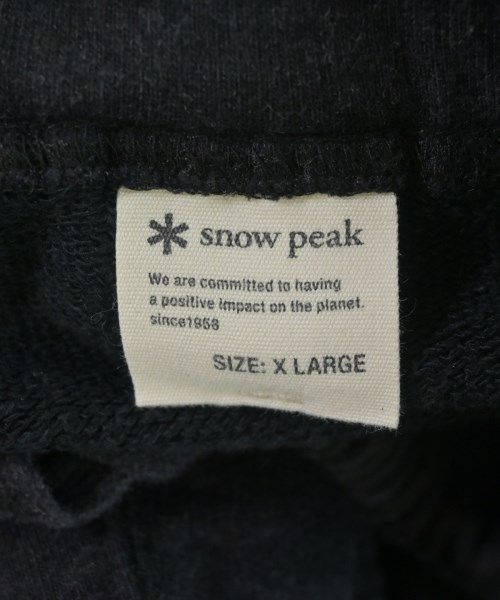 snow peak
We are committed to having
a positive impact on the planet.
since1958
SIZE: X LARGE